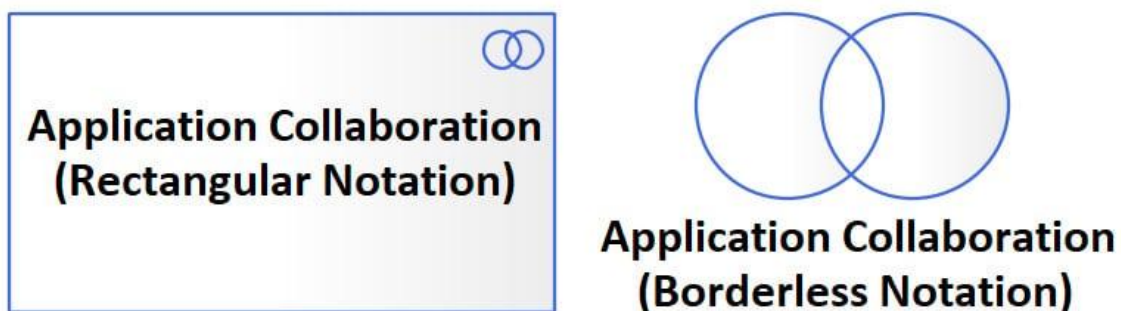 Application Collaboration
(Rectangular Notation)
Application Collaboration
(Borderless Notation)